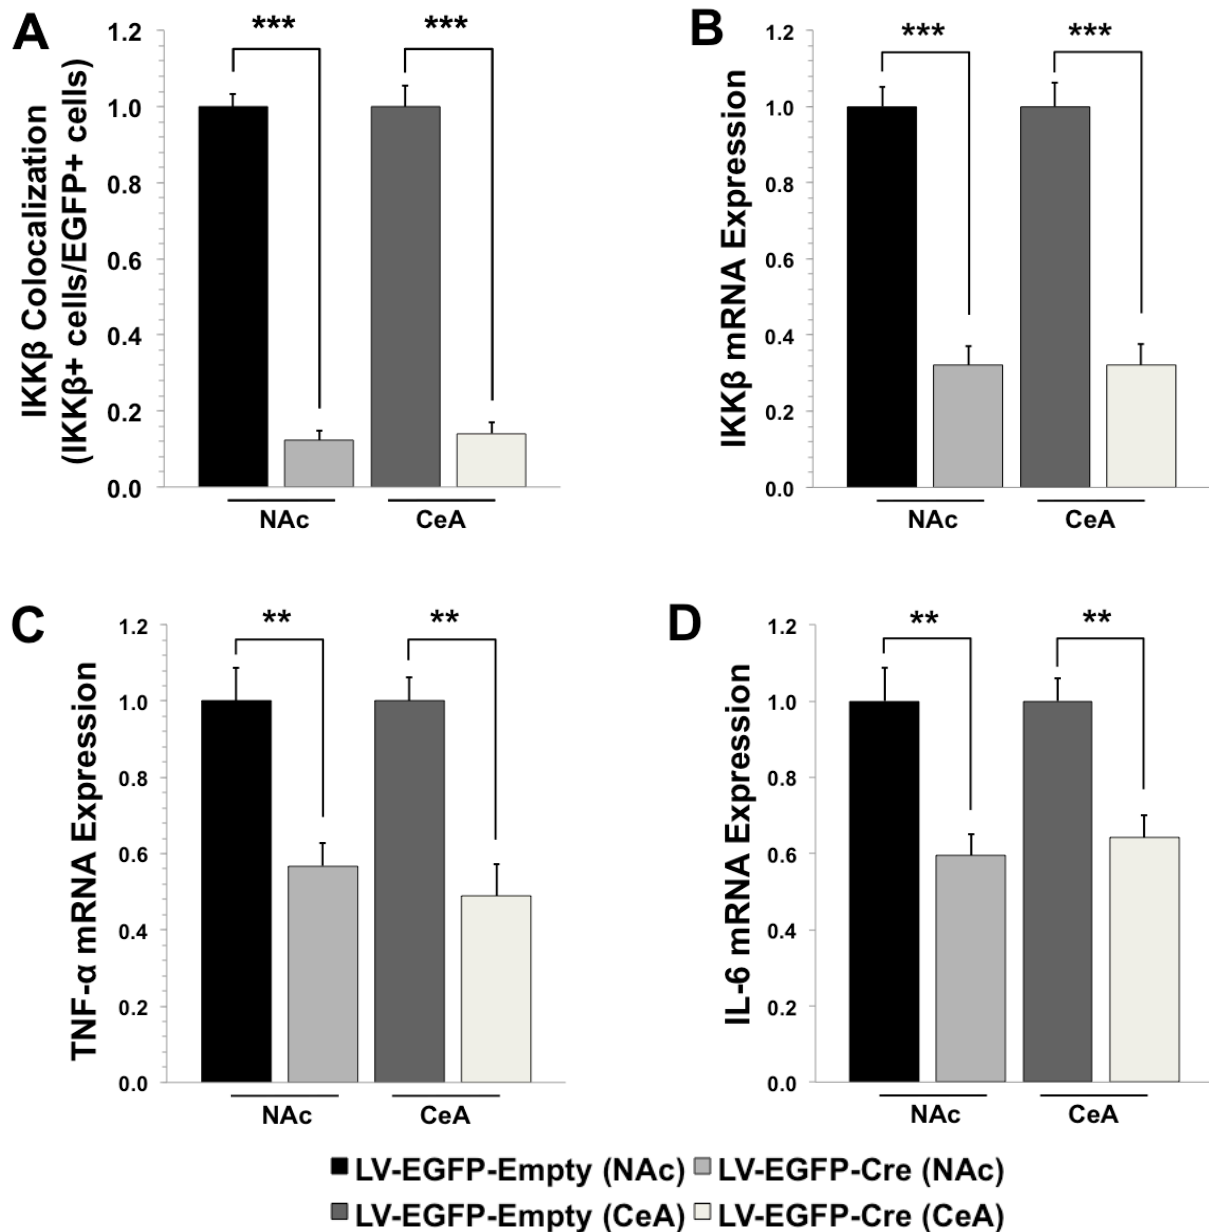 A
IKKβ Colocalization
(IKKβ+ cells/EGFP+ cells)
1.2
1.0
0.8
0.6
0.4
0.2
0.0
*** ***
NAc CeA
B
IKKβ mRNA Expression
1.2
1.0
0.8
0.6
0.4
0.2
0.0
*** ***
NAc CeA
C
TNF-α mRNA Expression
1.2
1.0
0.8
0.6
0.4
0.2
0.0
** **
NAc CeA
D
IL-6 mRNA Expression
1.2
1.0
0.8
0.6
0.4
0.2
0.0
** **
NAc CeA
LV-EGFP-Empty (NAc) LV-EGFP-Cre (NAc)
LV-EGFP-Empty (CeA) LV-EGFP-Cre (CeA)